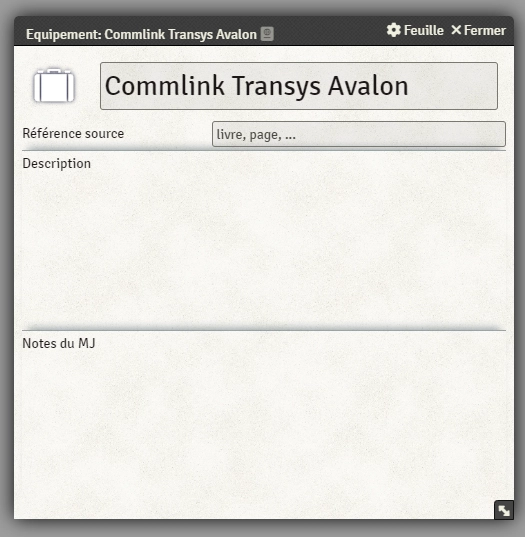 Equipement: Commlink Transys Avalon
Feuille
Fermer
Commlink Transys Avalon
Référence source
livre, page, ...
Description
Notes du MJ